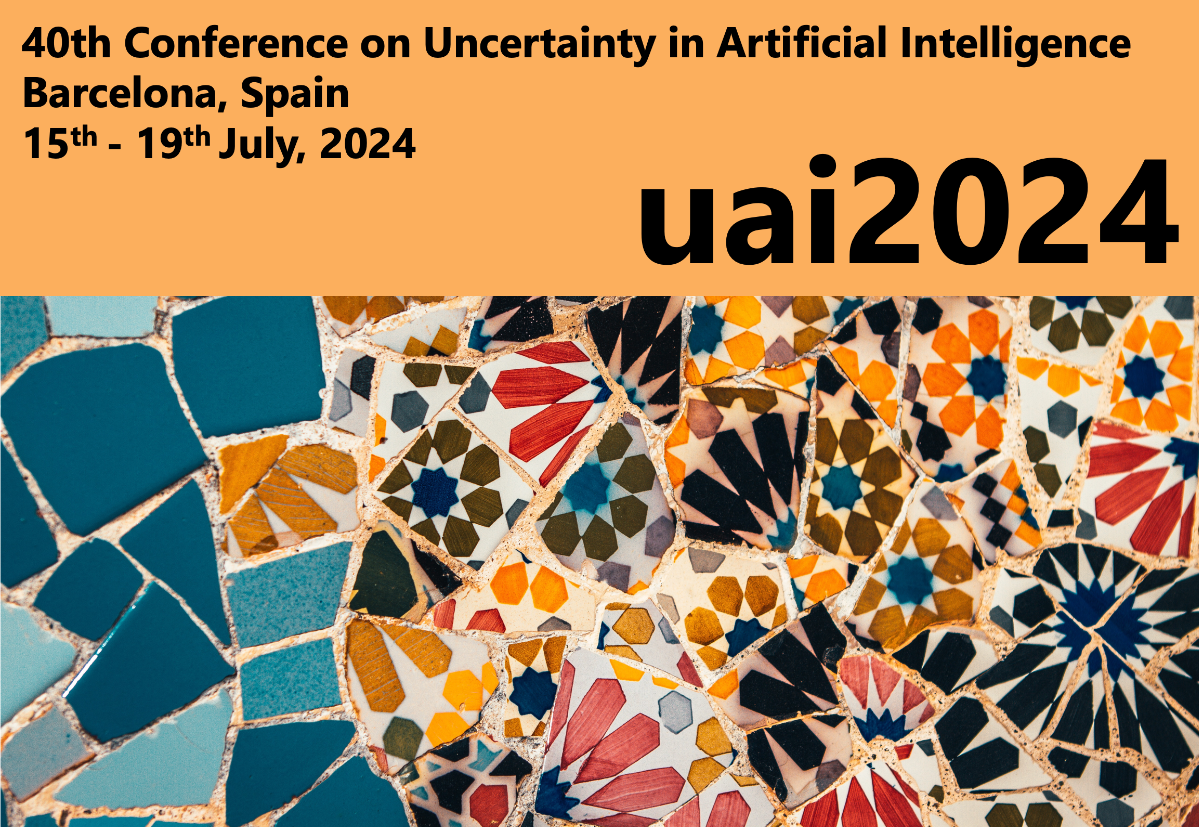 40th Conference on Uncertainty in Artificial Intelligence
Barcelona, Spain
15th - 19th July, 2024
uai2024